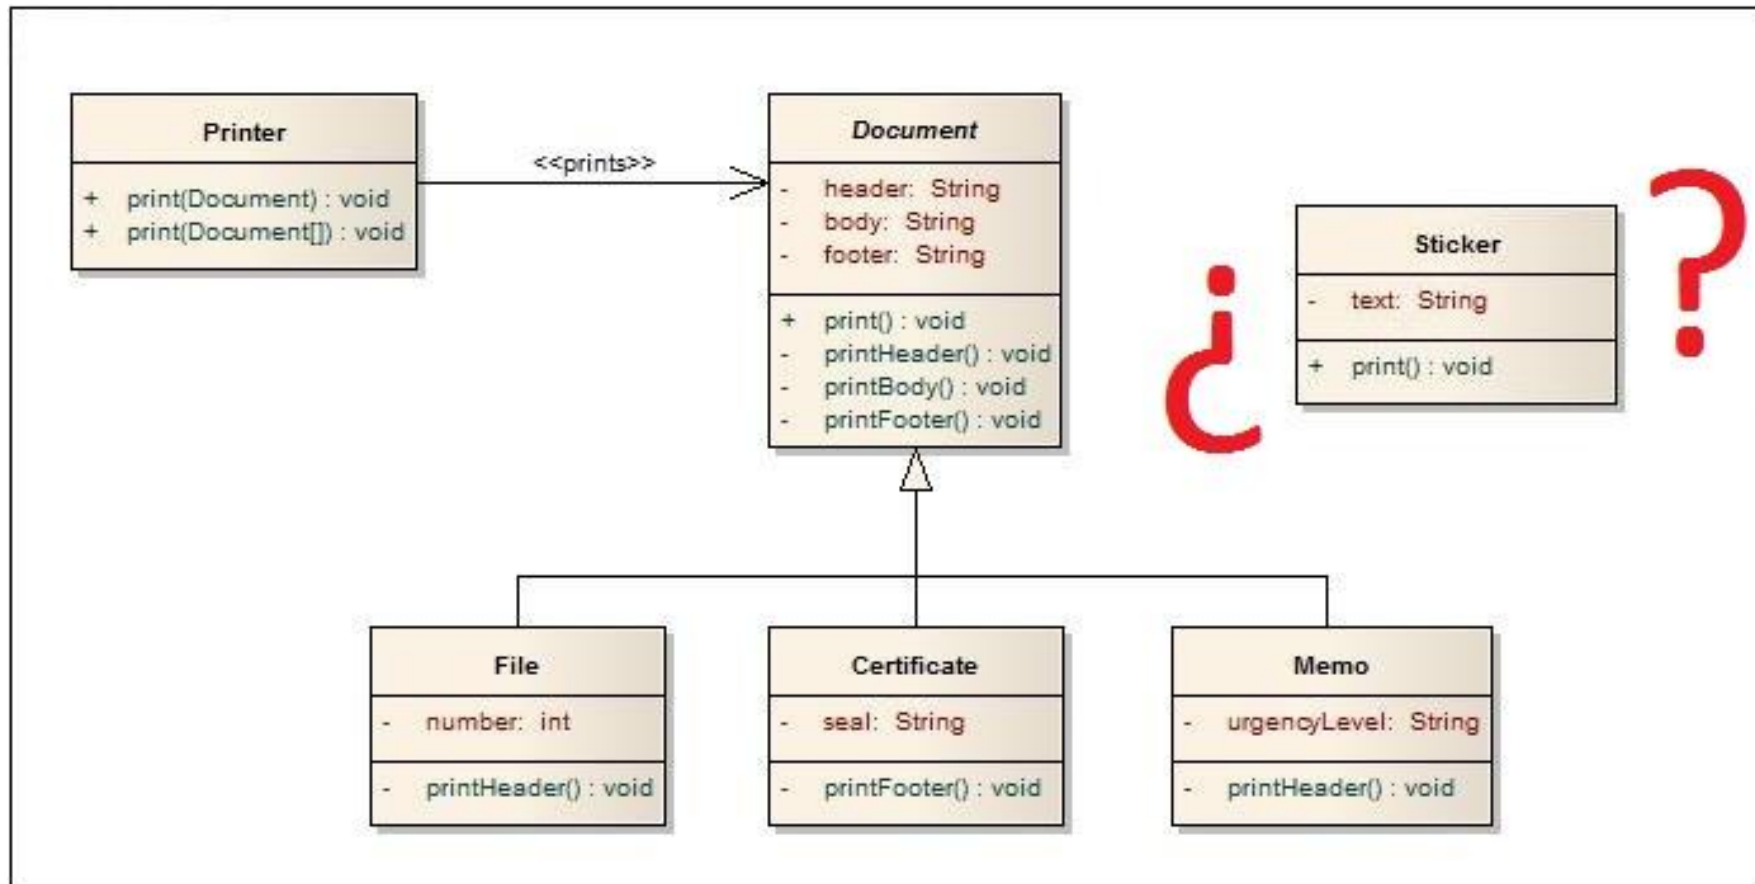 Printer
+ print(Document) : void
+ print(Document[]) : void
<<prints>>
Document
- header: String
- body: String
- footer: String
+ print() : void
- printHeader() : void
- printBody() : void
- printFooter() : void
¿
Sticker
- text: String
+ print() : void
?
File
- number: int
- printHeader() : void
Certificate
- seal: String
- printFooter() : void
Memo
- urgencyLevel: String
- printHeader() : void